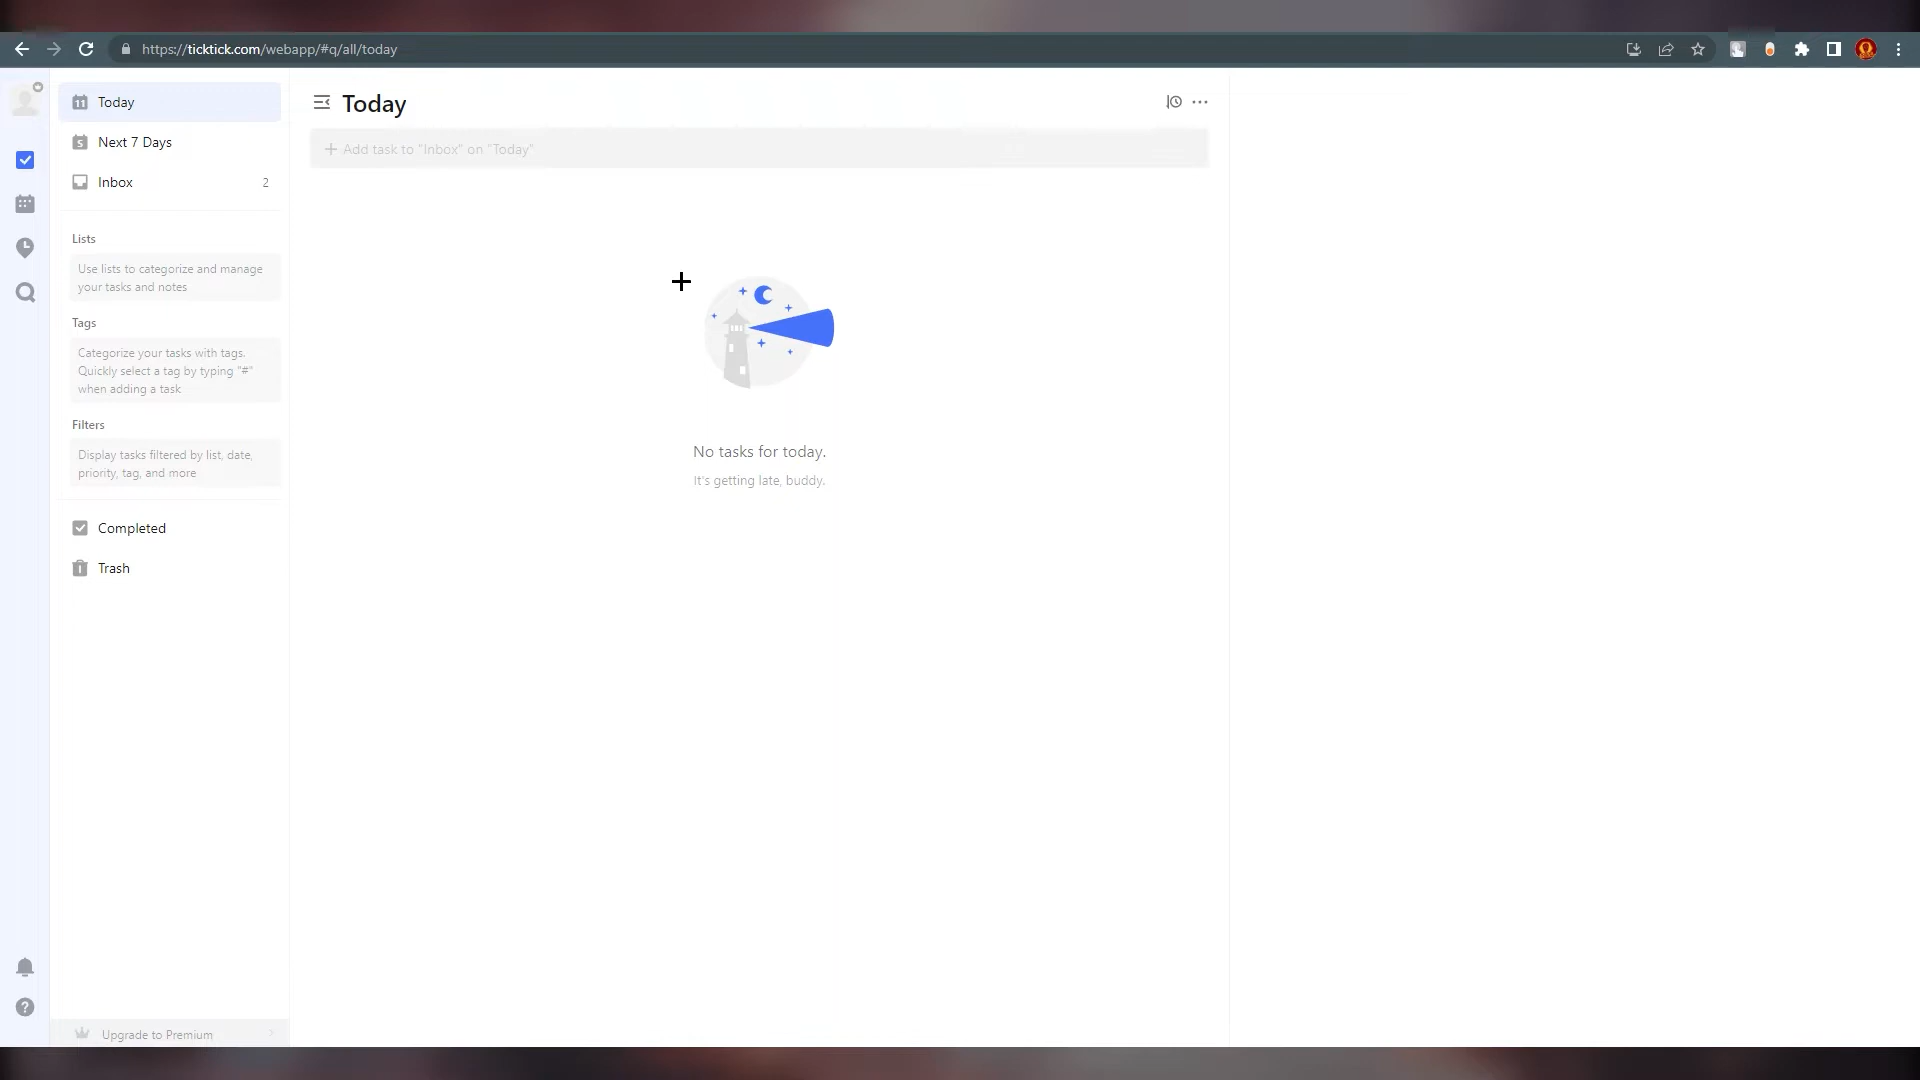 https://ticktick.com/webapp/#q/all/today
11 Today
Today
+ Add task to "Inbox" on "Today"
5 Next 7 Days
Inbox 2
Lists
Use lists to categorize and manage
your tasks and notes
Tags
Categorize your tasks with tags.
Quickly select a tag by typing "#"
when adding a task
Filters
Display tasks filtered by list, date,
priority, tag, and more
Completed
Trash
No tasks for today.
It's getting late, buddy.
Upgrade to Premium